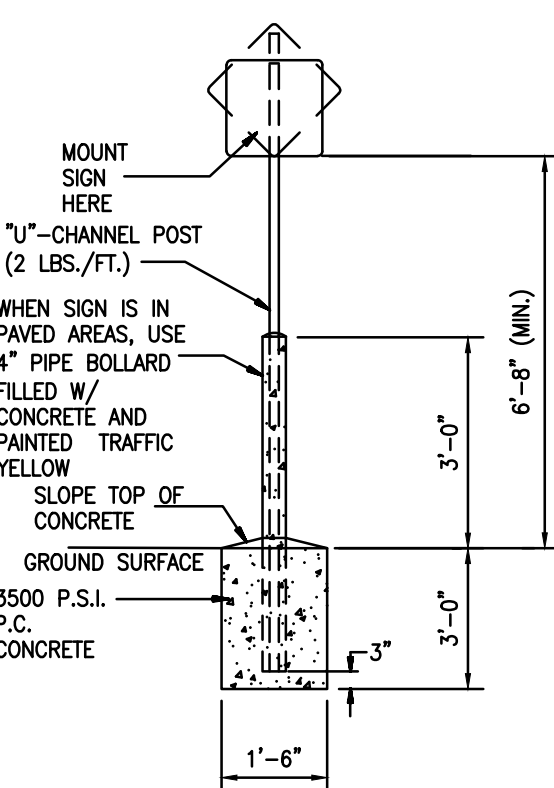 MOUNT
SIGN
HERE
"U"-CHANNEL POST
(2 LBS./FT.)
WHEN SIGN IS IN
PAVED AREAS, USE
4" PIPE BOLLARD
FILLED W/
CONCRETE AND
PAINTED TRAFFIC
YELLOW
SLOPE TOP OF
CONCRETE
GROUND SURFACE
3500 P.S.I.
P.C.
CONCRETE
6'-8" (MIN.)
3'-0"
3'-0"
3"
1'-6"